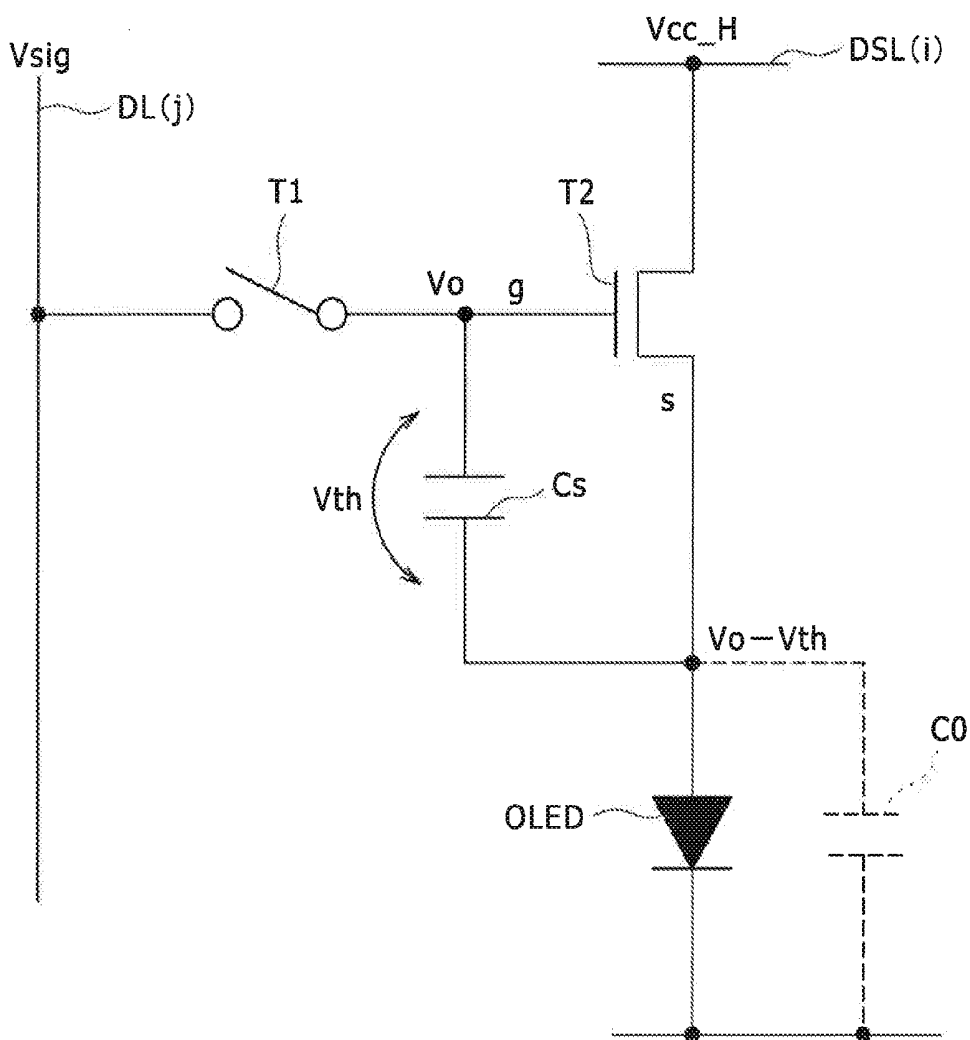 Vcc_H
DSL(i)
Vsig
DL(j)
T1
T2
Vo
g
s
Vth
Cs
Vo−Vth
C0
OLED